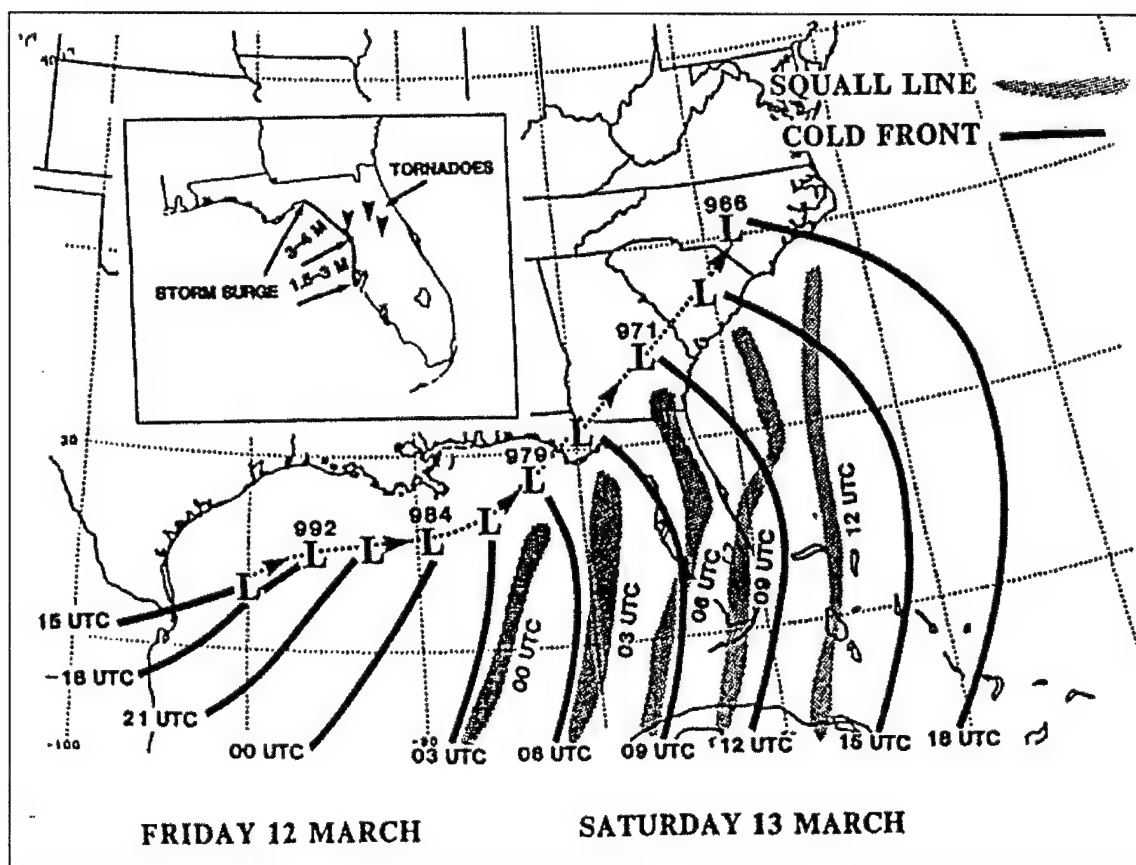 40
SQUALL LINE
COLD FRONT
TORNADOES
3-4 M
1.5-3 M
STORM SURGE
966
L
L
971
L
30
L
979
L
992
984
L
L
L
L
L
15 UTC
-18 UTC
21 UTC
00 UTC
03 UTC
06 UTC
09 UTC
12 UTC
15 UTC
18 UTC
00 UTC
03 UTC
06 UTC
09 UTC
12 UTC
-100
-90
FRIDAY 12 MARCH
SATURDAY 13 MARCH